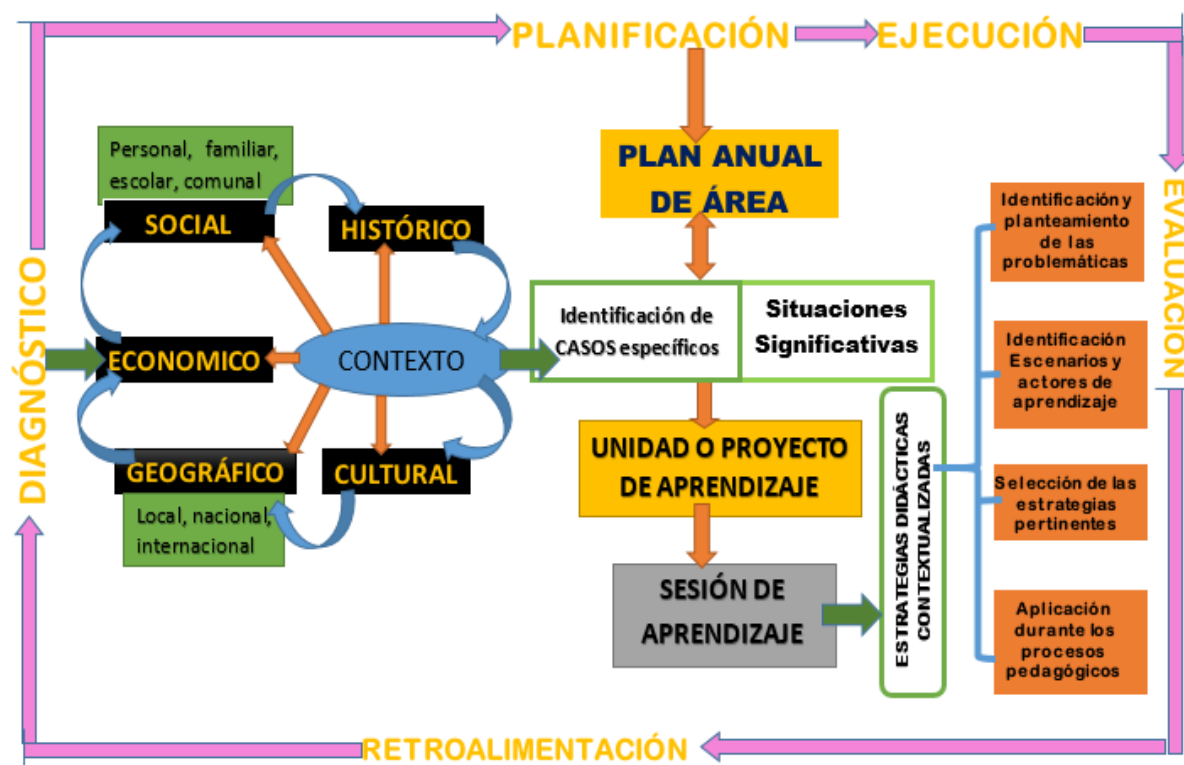 PLANIFICACIÓN
EJECUCIÓN
EVALUACION
RETROALIMENTACIÓN
DIAGNÓSTICO
Personal, familiar,
escolar, comunal
SOCIAL
HISTÓRICO
ECONOMICO
CONTEXTO
GEOGRÁFICO
CULTURAL
Local, nacional,
internacional
PLAN ANUAL
DE ÁREA
Identificación de
CASOS específicos
Situaciones
Significativas
UNIDAD O PROYECTO
DE APRENDIZAJE
SESIÓN DE
APRENDIZAJE
ESTRATEGIAS DIDÁCTICAS
CONTEXTUALIZADAS
Identificación y
planteamiento
de las
problemáticas
Identificación
Escenarios y
actores de
aprendizaje
Selección de las
estrategias
pertinentes
Aplicación
durante los
procesos
pedagógicos